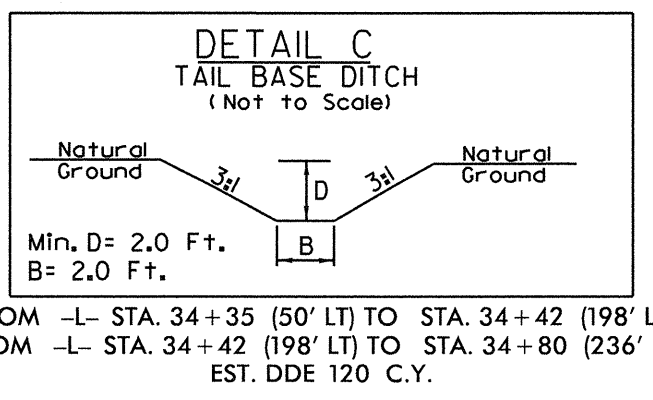 DETAIL C
TAIL BASE DITCH
(Not to Scale)
Natural
Ground
3:1
D
3:1
Natural
Ground
B
Min. D= 2.0 Ft.
B= 2.0 Ft.
OM -L- STA. 34+35 (50' LT) TO STA. 34+42 (198' L
OM -L- STA. 34+42 (198' LT) TO STA. 34+80 (236'
EST. DDE 120 C.Y.